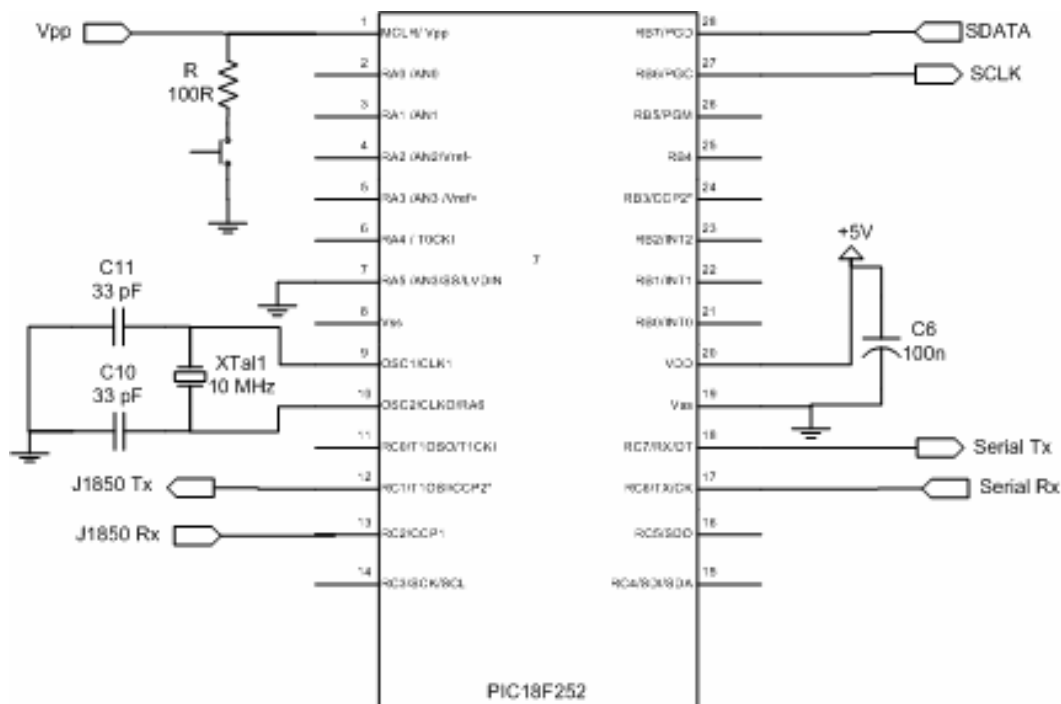 Vpp
R
100R
C11
33 pF
C10
33 pF
XTal1
10 MHz
J1850 Tx
J1850 Rx
1
MCLR/ Vpp
2
RA0 /AN0
3
RA1 /AN1
4
RA2 /AN2/Vref-
5
RA3 /AN3 /Vref+
6
RA4 / T0CKI
7
RA5 /AN3/SS/LVDIN
8
Vss
9
OSC1/CLK1
10
OSC2/CLKO/RA6
11
RC0/T1OSO/T1CKI
12
RC1/T1OSI/CCP2*
13
RC2/CCP1
14
RC3/SCK/SCL
7
PIC18F252
28
RB7/PGD
27
RB6/PGC
26
RB5/PGM
25
RB4
24
RB3/CCP2*
23
RB2/INT2
22
RB1/INT1
21
RB0/INT0
20
VDD
19
Vss
18
RC7/RX/DT
17
RC6/TX/CK
16
RC5/SDO
15
RC4/SDI/SDA
SDATA
SCLK
+5V
C6
100n
Serial Tx
Serial Rx